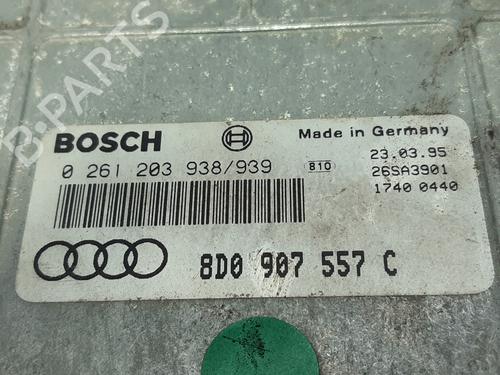 B-PARTS
BOSCH
Made in Germany
0 261 203 938/939
810
23.03.95
26SA3901
1740 0440
8D0 907 557 C